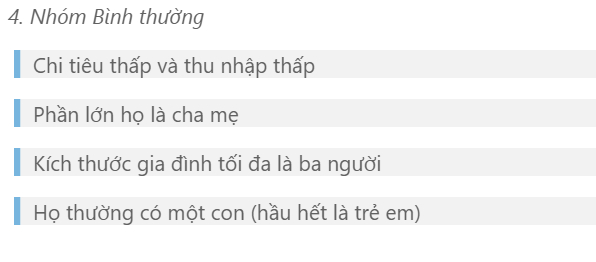 4. Nhóm Bình thường
Chi tiêu thấp và thu nhập thấp
Phần lớn họ là cha mẹ
Kích thước gia đình tối đa là ba người
Họ thường có một con (hầu hết là trẻ em)